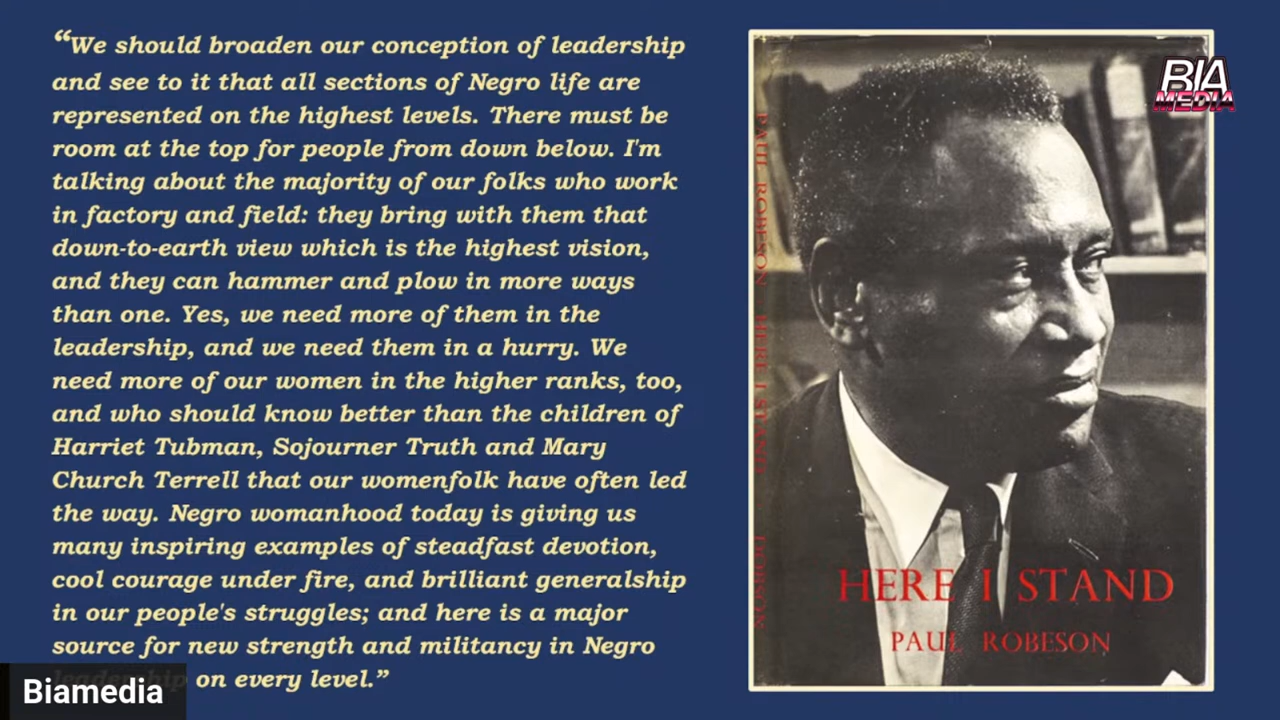 “We should broaden our conception of leadership
and see to it that all sections of Negro life are
represented on the highest levels. There must be
room at the top for people from down below. I'm
talking about the majority of our folks who work
in factory and field: they bring with them that
down-to-earth view which is the highest vision,
and they can hammer and plow in more ways
than one. Yes, we need more of them in the
leadership, and we need them in a hurry. We
need more of our women in the higher ranks, too,
and who should know better than the children of
Harriet Tubman, Sojourner Truth and Mary
Church Terrell that our womenfolk have often led
the way. Negro womanhood today is giving us
many inspiring examples of steadfast devotion,
cool courage under fire, and brilliant generalship
in our people's struggles; and here is a major
source for new strength and militancy in Negro
leadership on every level.”
Biamedia
BIA
MEDIA
PAUL ROBESON HERE I STAND DOBSON
HERE I STAND
PAUL ROBESON